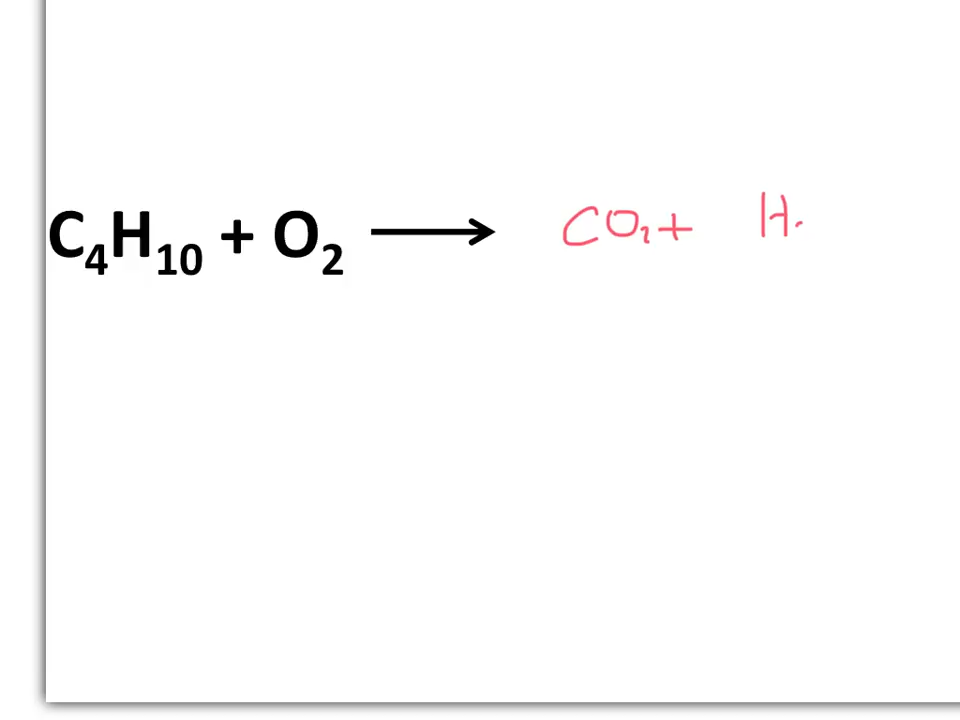 C₄H₁₀ + O₂ ⟶ CO₂ + H